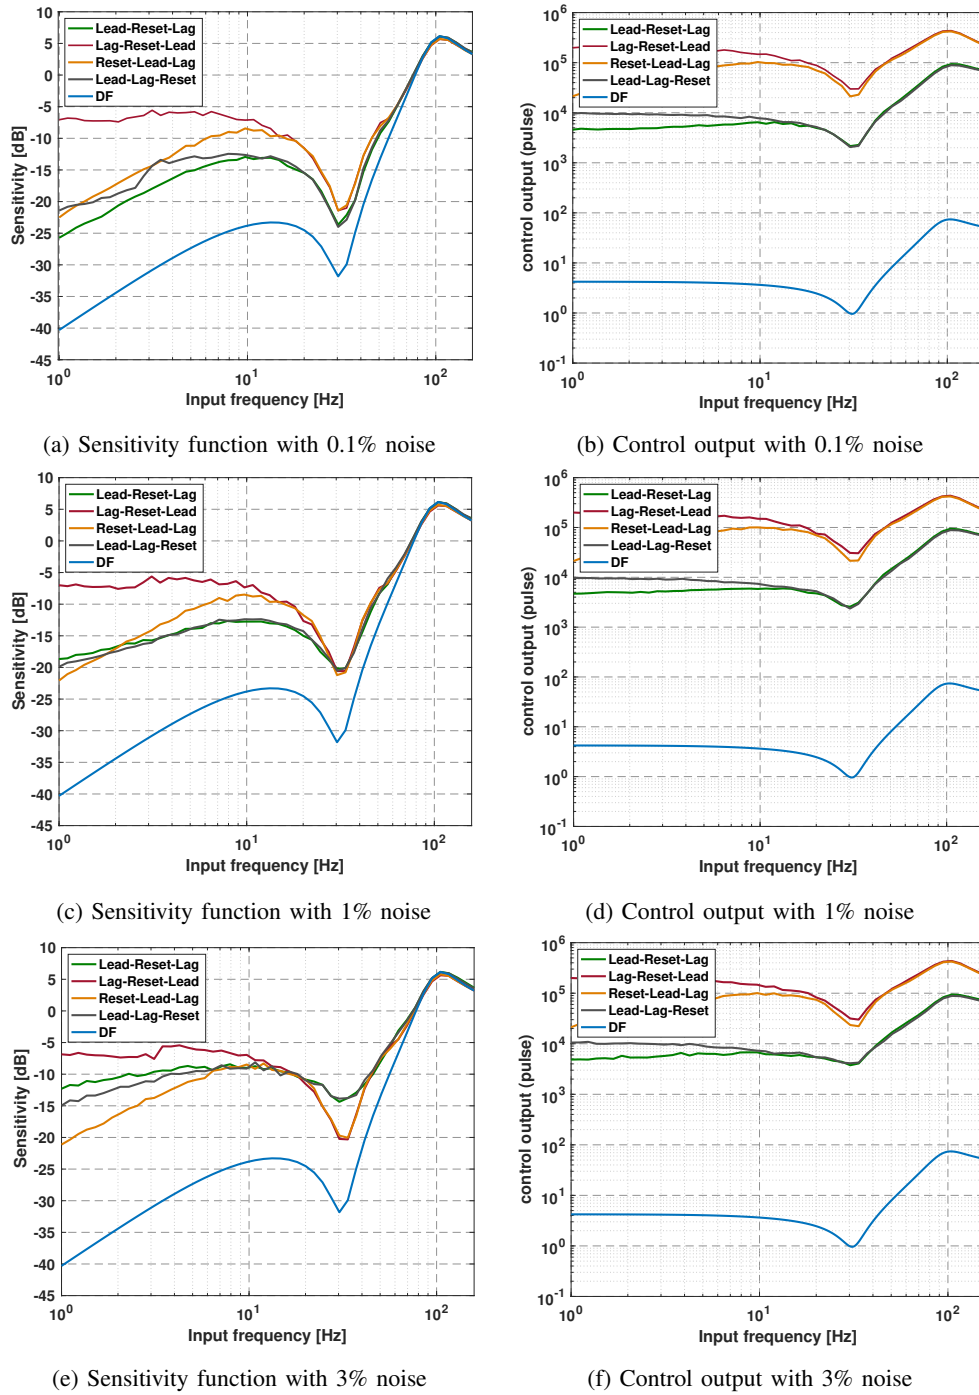 10
5
0
-5
-10
-15
-20
-25
-30
-35
-40
-45
Sensitivity [dB]
Lead-Reset-Lag
Lag-Reset-Lead
Reset-Lead-Lag
Lead-Lag-Reset
DF
10^0
10^1
10^2
Input frequency [Hz]
(a) Sensitivity function with 0.1% noise
10^6
10^5
10^4
10^3
10^2
10^1
10^0
10^-1
control output (pulse)
Lead-Reset-Lag
Lag-Reset-Lead
Reset-Lead-Lag
Lead-Lag-Reset
DF
10^0
10^1
10^2
Input frequency [Hz]
(b) Control output with 0.1% noise
10
5
0
-5
-10
-15
-20
-25
-30
-35
-40
-45
Sensitivity [dB]
Lead-Reset-Lag
Lag-Reset-Lead
Reset-Lead-Lag
Lead-Lag-Reset
DF
10^0
10^1
10^2
Input frequency [Hz]
(c) Sensitivity function with 1% noise
10^6
10^5
10^4
10^3
10^2
10^1
10^0
10^-1
control output (pulse)
Lead-Reset-Lag
Lag-Reset-Lead
Reset-Lead-Lag
Lead-Lag-Reset
DF
10^0
10^1
10^2
Input frequency [Hz]
(d) Control output with 1% noise
10
5
0
-5
-10
-15
-20
-25
-30
-35
-40
-45
Sensitivity [dB]
Lead-Reset-Lag
Lag-Reset-Lead
Reset-Lead-Lag
Lead-Lag-Reset
DF
10^0
10^1
10^2
Input frequency [Hz]
(e) Sensitivity function with 3% noise
10^6
10^5
10^4
10^3
10^2
10^1
10^0
10^-1
control output (pulse)
Lead-Reset-Lag
Lag-Reset-Lead
Reset-Lead-Lag
Lead-Lag-Reset
DF
10^0
10^1
10^2
Input frequency [Hz]
(f) Control output with 3% noise